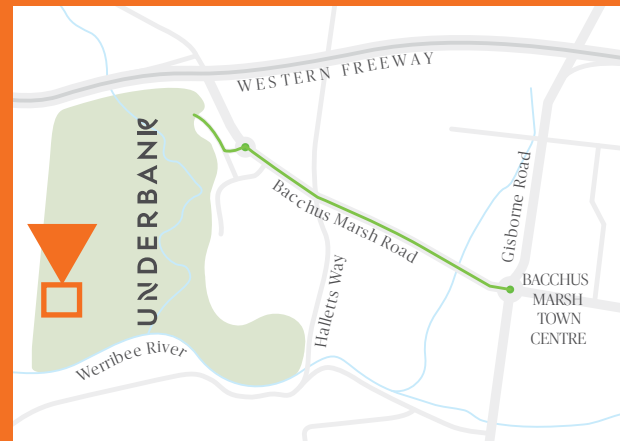 WESTERN FREEWAY
UNDERBANK
Bacchus Marsh Road
Gisborne Road
BACCHUS
MARSH
TOWN
CENTRE
Halletts Way
Werribee River